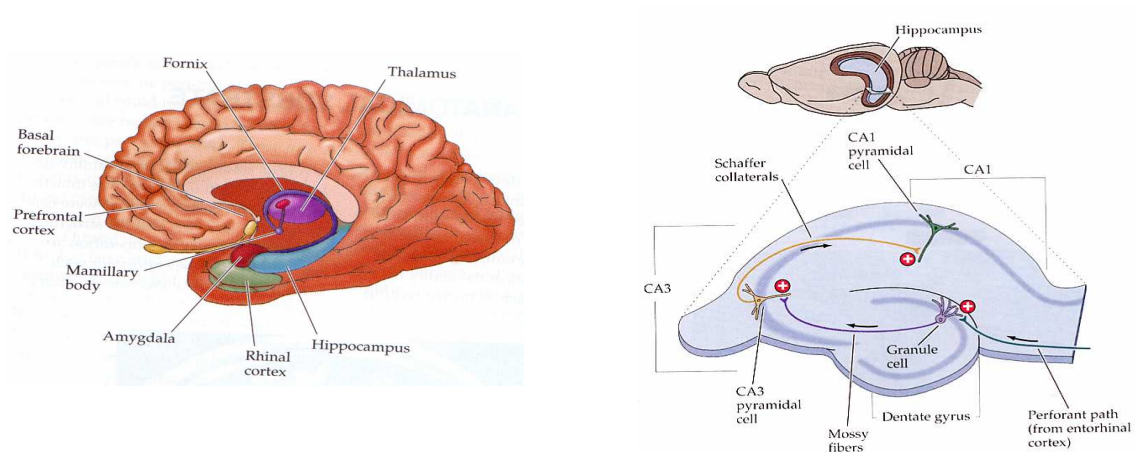 Fornix
Thalamus
Basal
forebrain
Prefrontal
cortex
Mamillary
body
Amygdala
Rhinal
cortex
Hippocampus
Hippocampus
CA1
pyramidal
cell
Schaffer
collaterals
CA1
CA3
Granule
cell
CA3
pyramidal
cell
Mossy
fibers
Dentate gyrus
Perforant path
(from entorhinal
cortex)